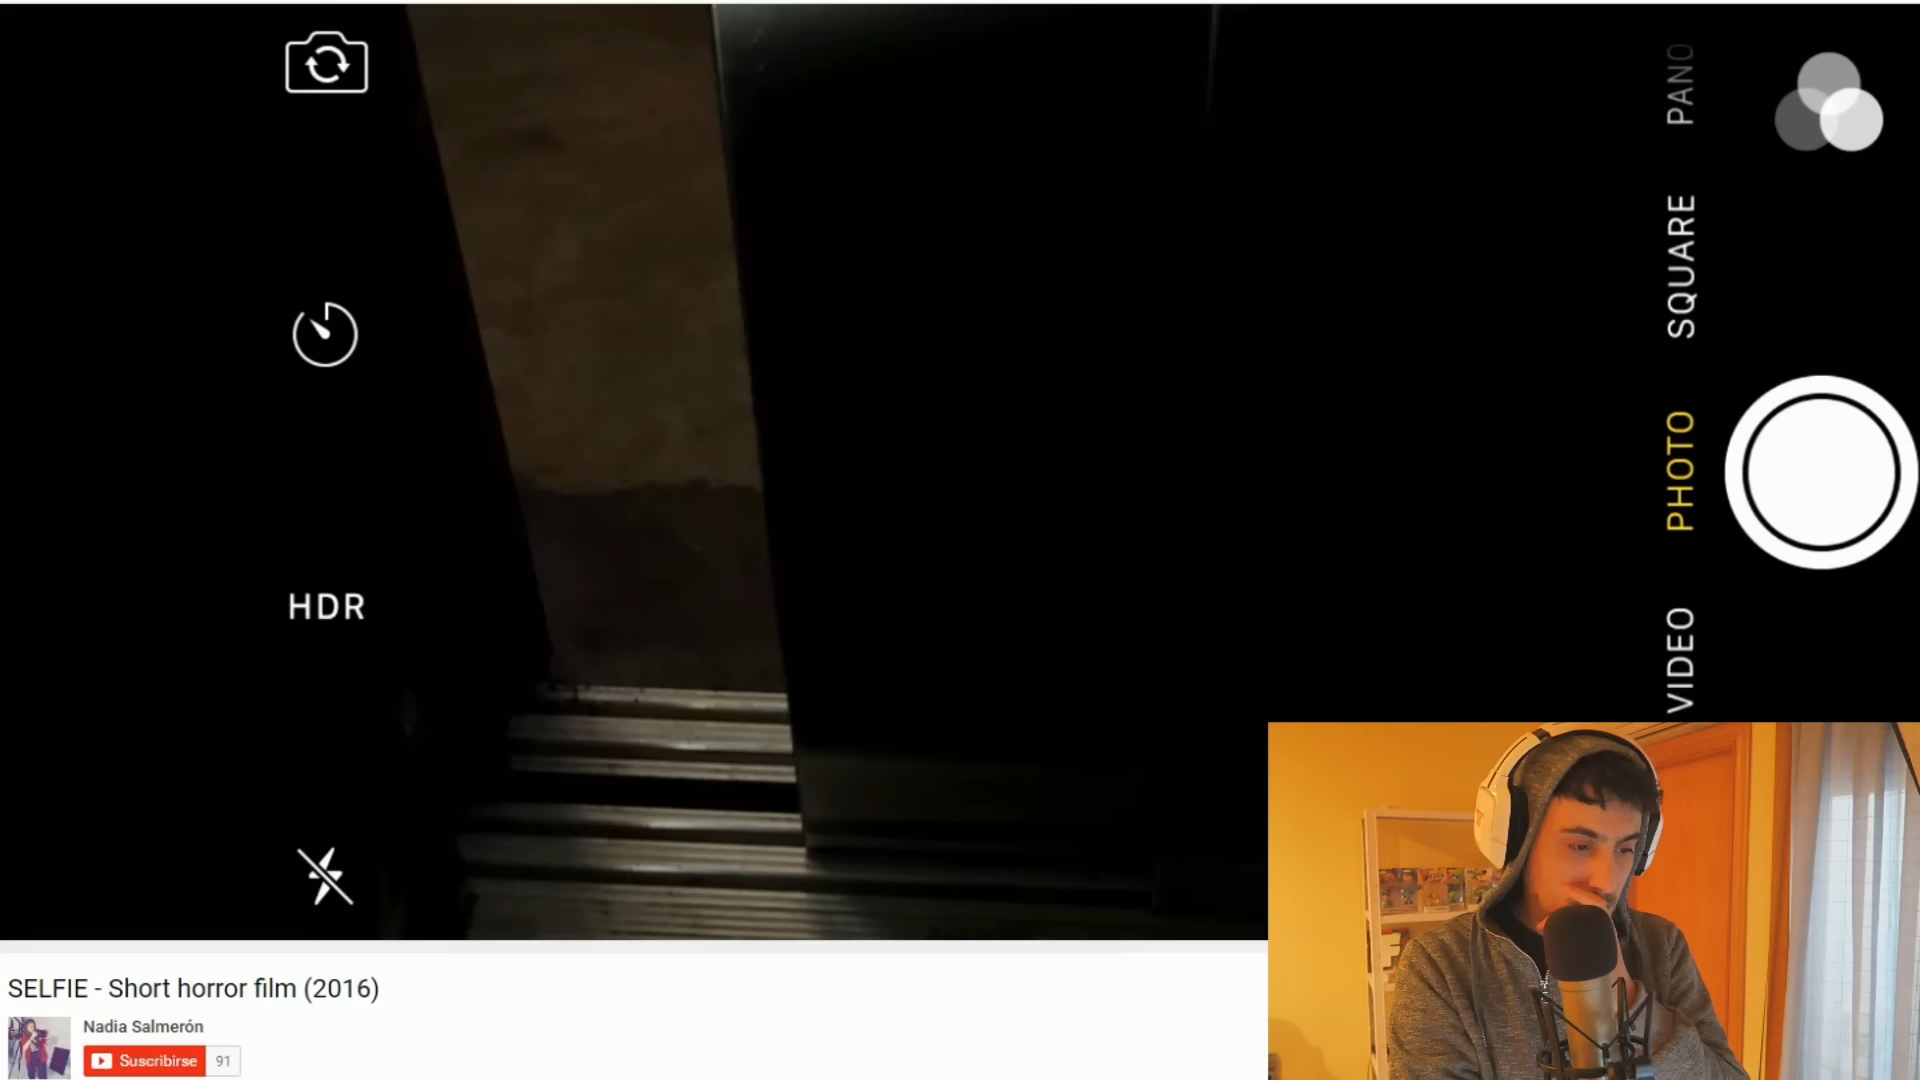 HDR
PANO
SQUARE
PHOTO
VIDEO
SELFIE - Short horror film (2016)
Nadia Salmerón
Suscribirse 91